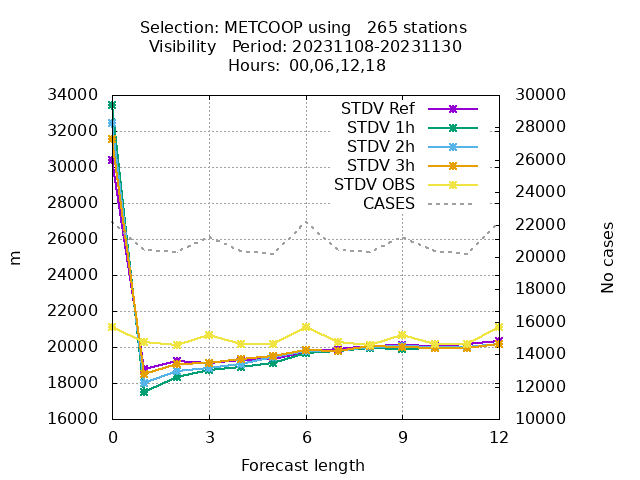 Selection: METCOOP using   265 stations
Visibility   Period: 20231108-20231130
Hours:  00,06,12,18
34000
32000
30000
28000
26000
24000
22000
20000
18000
16000
m
STDV Ref
STDV 1h
STDV 2h
STDV 3h
STDV OBS
CASES
30000
28000
26000
24000
22000
20000
18000
16000
14000
12000
10000
No cases
0 3 6 9 12
Forecast length